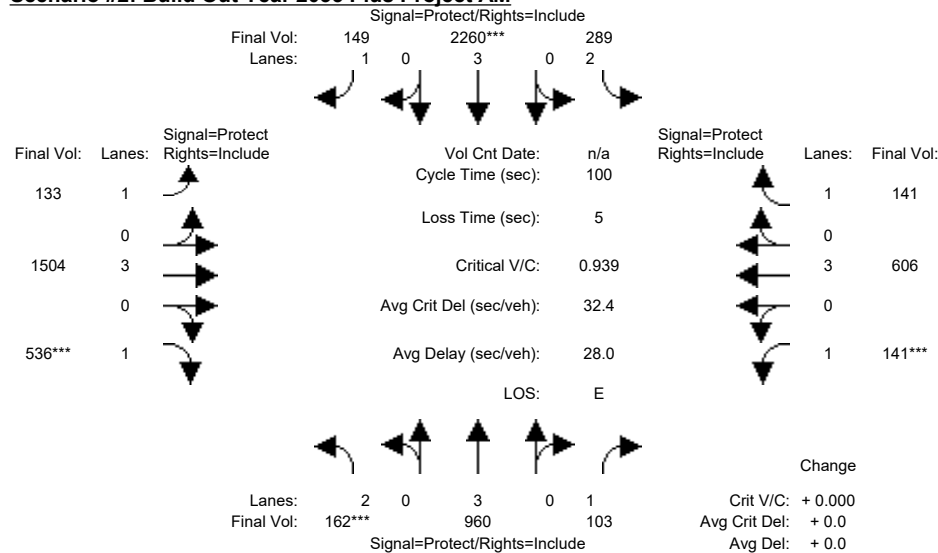 Signal=Protect/Rights=Include
Final Vol: 149 2260*** 289
Lanes: 1 0 3 0 2
Signal=Protect Signal=Protect
Final Vol: Lanes: Rights=Include Vol Cnt Date: n/a Rights=Include Lanes: Final Vol:
Cycle Time (sec): 100
133 1 1 141
Loss Time (sec): 5
0 0
1504 3 Critical V/C: 0.939 3 606
0 Avg Crit Del (sec/veh): 32.4 0
536*** 1 Avg Delay (sec/veh): 28.0 1 141***
LOS: E
Change
Lanes: 2 0 3 0 1 Crit V/C: + 0.000
Final Vol: 162*** 960 103 Avg Crit Del: + 0.0
Signal=Protect/Rights=Include Avg Del: + 0.0